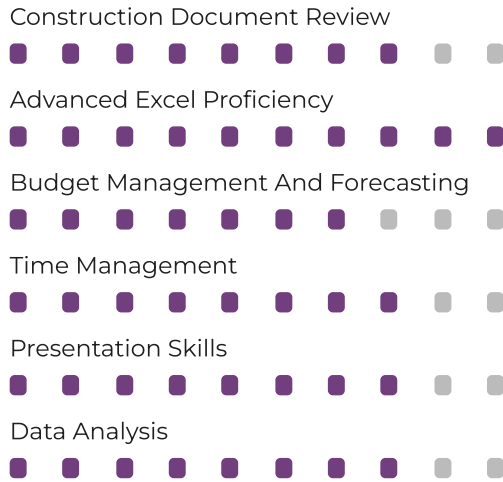 Construction Document Review
Advanced Excel Proficiency
Budget Management And Forecasting
Time Management
Presentation Skills
Data Analysis